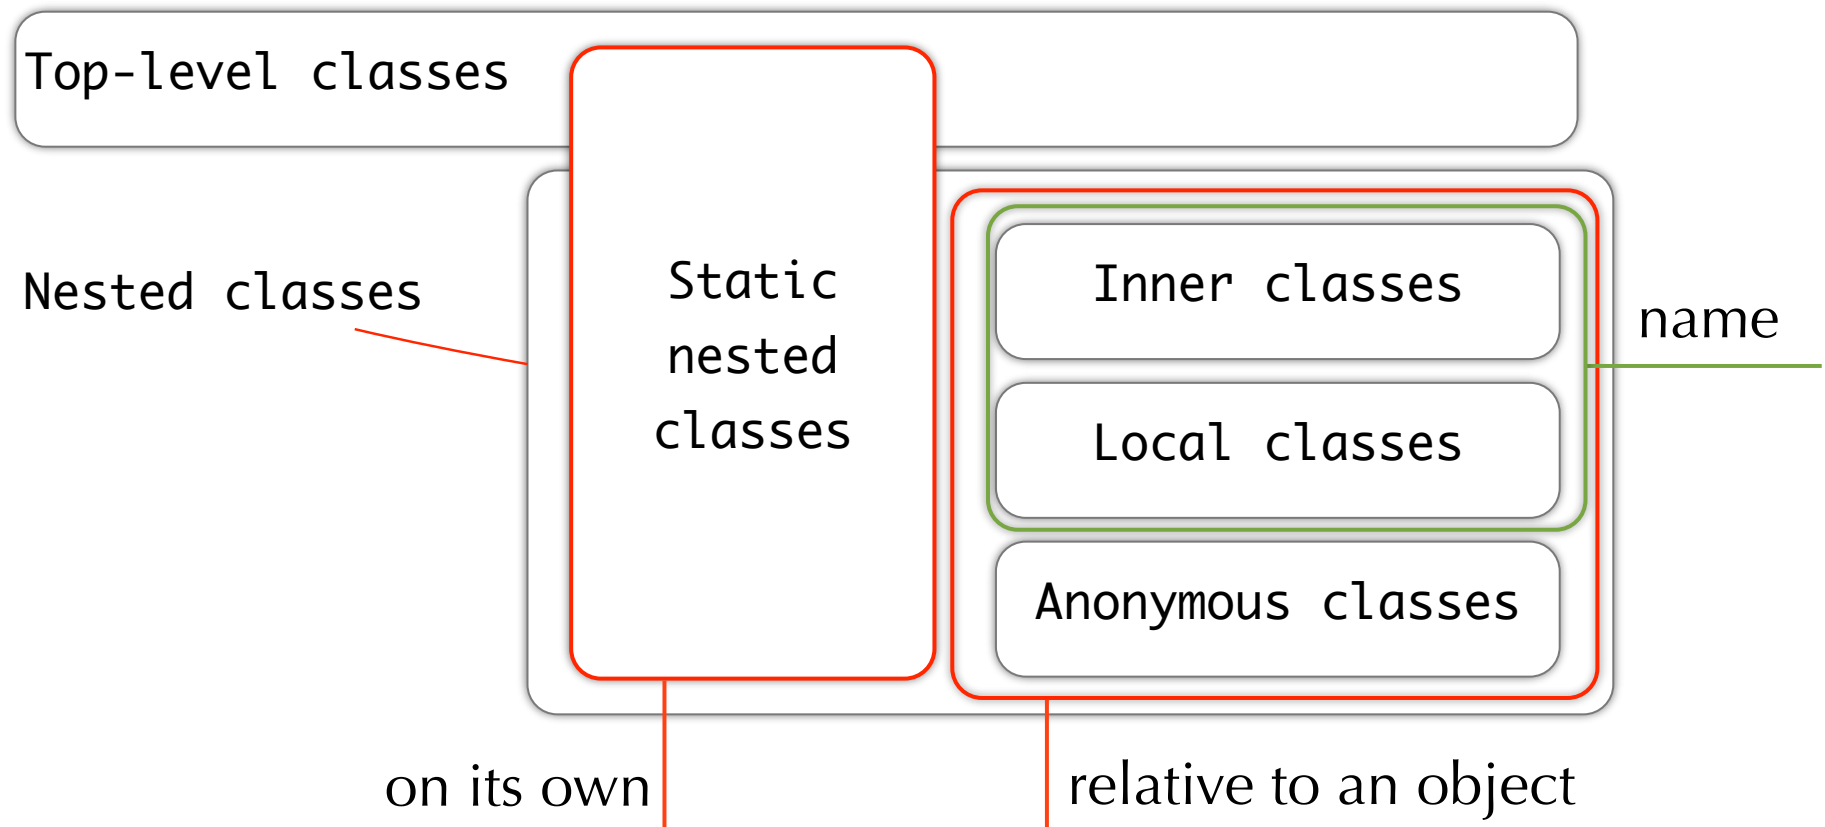 Top-level classes
Nested classes
Static
nested
classes
Inner classes
Local classes
Anonymous classes
name
on its own
relative to an object